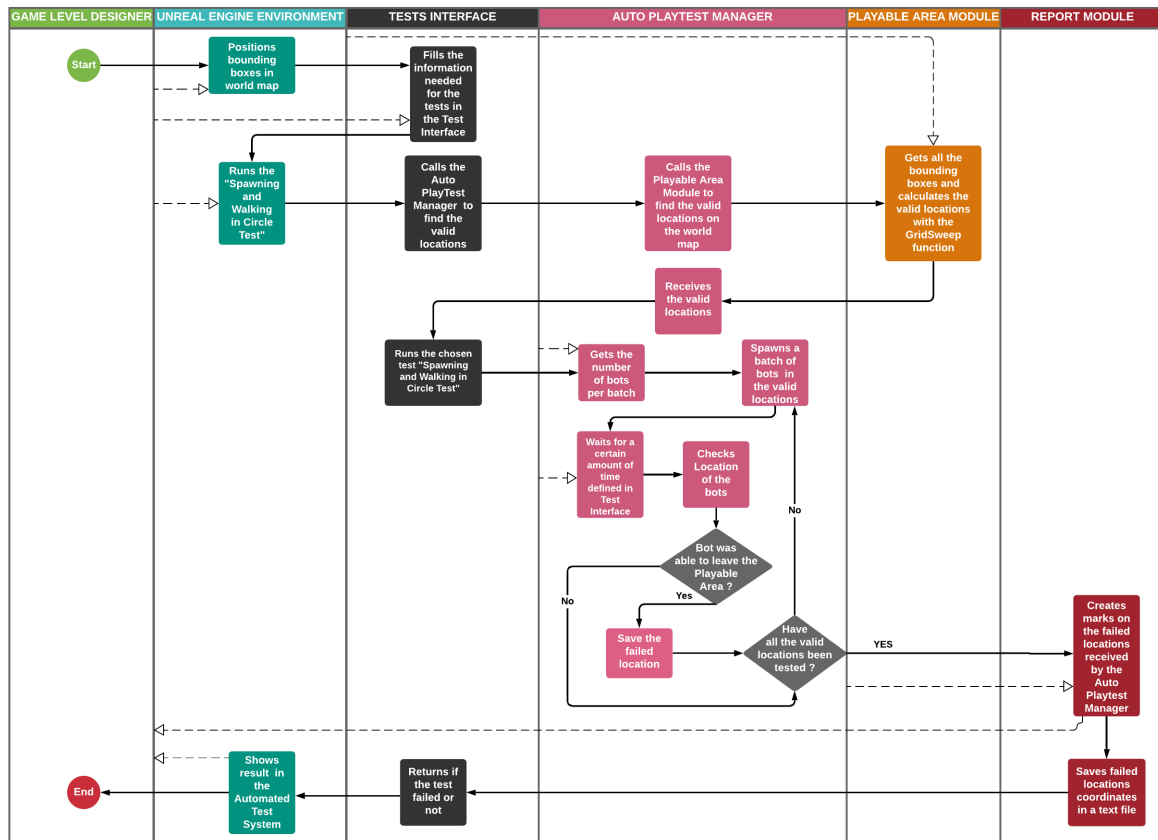 GAME LEVEL DESIGNER
UNREAL ENGINE ENVIRONMENT
TESTS INTERFACE
AUTO PLAYTEST MANAGER
PLAYABLE AREA MODULE
REPORT MODULE
Start
Positions
bounding
boxes in
world map
Fills the
information
needed
for the
tests in
the Test
Interface
Runs the
"Spawning
and
Walking
in Circle
Test"
Calls the
Auto
PlayTest
Manager to
find the
valid
locations
Calls the
Playable Area
Module to
find the valid
locations on
the world
map
Gets all the
bounding
boxes and
calculates the
valid locations
with the
GridSweep
function
Receives
the valid
locations
Runs the chosen
test "Spawning
and Walking in
Circle Test"
Gets the
number
of bots
per batch
Spawns a
batch of
bots in
the valid
locations
Waits for a
certain
amount of
time
defined in
Test
Interface
Checks
Location
of the
bots
No
Bot was
able to leave the
Playable
Area ?
No
Yes
Save the
failed
location
Have
all the valid
locations been
tested ?
YES
Creates
marks on
the failed
locations
received
by the
Auto
Playtest
Manager
End
Shows
result in
the
Automated
Test
System
Returns if
the test
failed or
not
Saves failed
locations
coordinates
in a text file